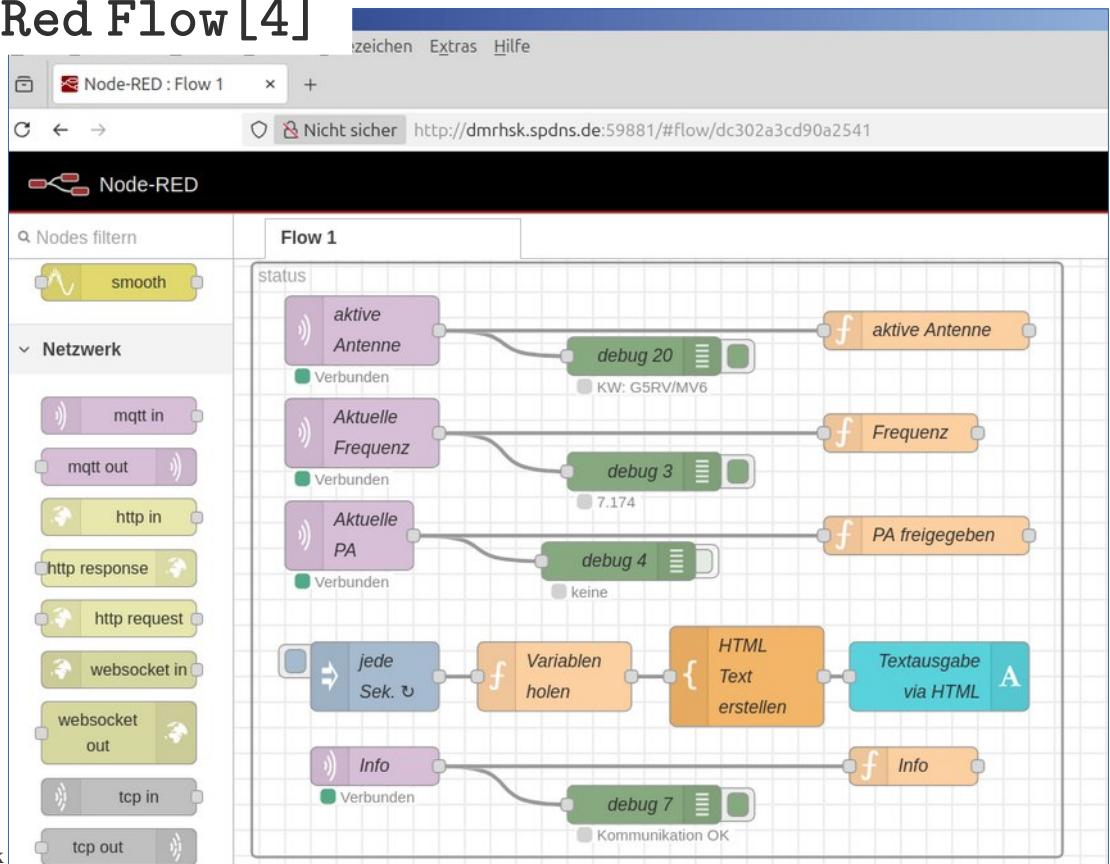 Red Flow[4]
zeichen Extras Hilfe
Node-RED : Flow 1 × +
Nicht sicher http://dmrhsk.spdns.de:59881/#flow/dc302a3cd90a2541
Node-RED
Nodes filtern
Flow 1
smooth
Netzwerk
mqtt in
mqtt out
http in
http response
http request
websocket in
websocket
out
tcp in
tcp out
status
aktive
Antenne
Verbunden
debug 20
KW: G5RV/MV6
aktive Antenne
Aktuelle
Frequenz
Verbunden
debug 3
7.174
Frequenz
Aktuelle
PA
Verbunden
debug 4
keine
PA freigegeben
jede
Sek. ↻
Variablen
holen
HTML
Text
erstellen
Textausgabe
via HTML
A
Info
Verbunden
debug 7
Kommunikation OK
Info